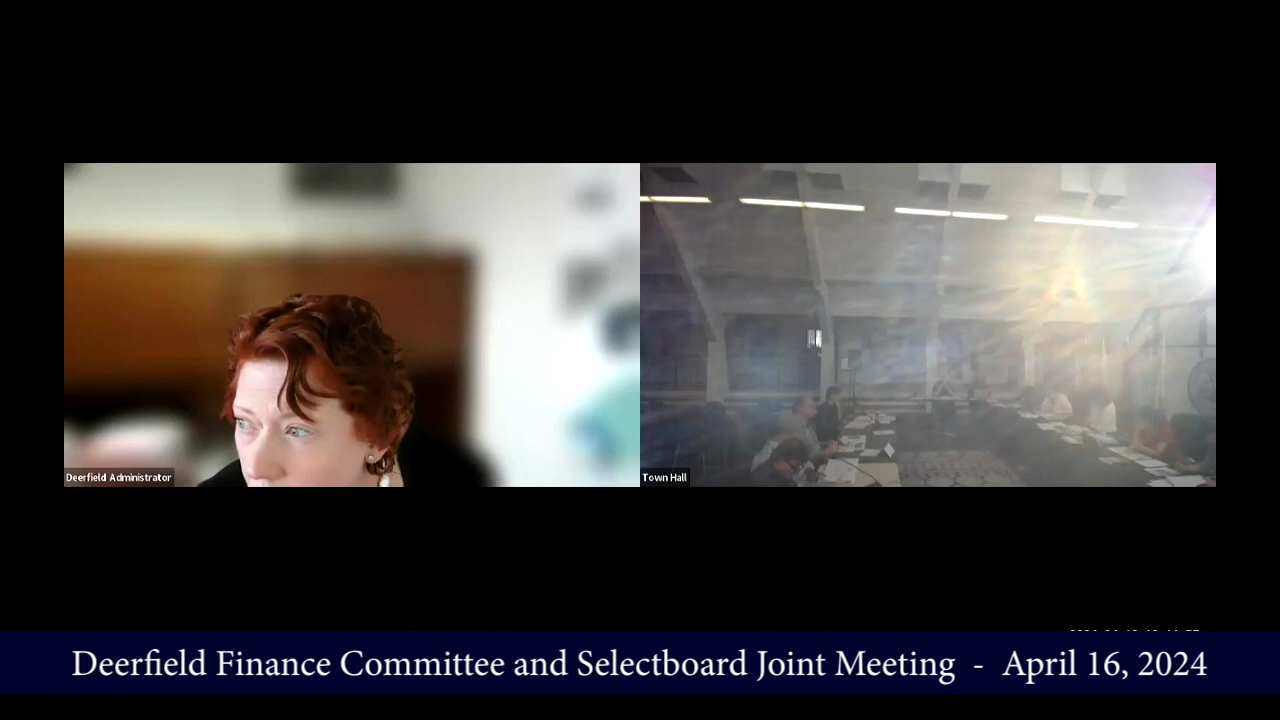 Deerfield Administrator
Town Hall
Deerfield Finance Committee and Selectboard Joint Meeting - April 16, 2024